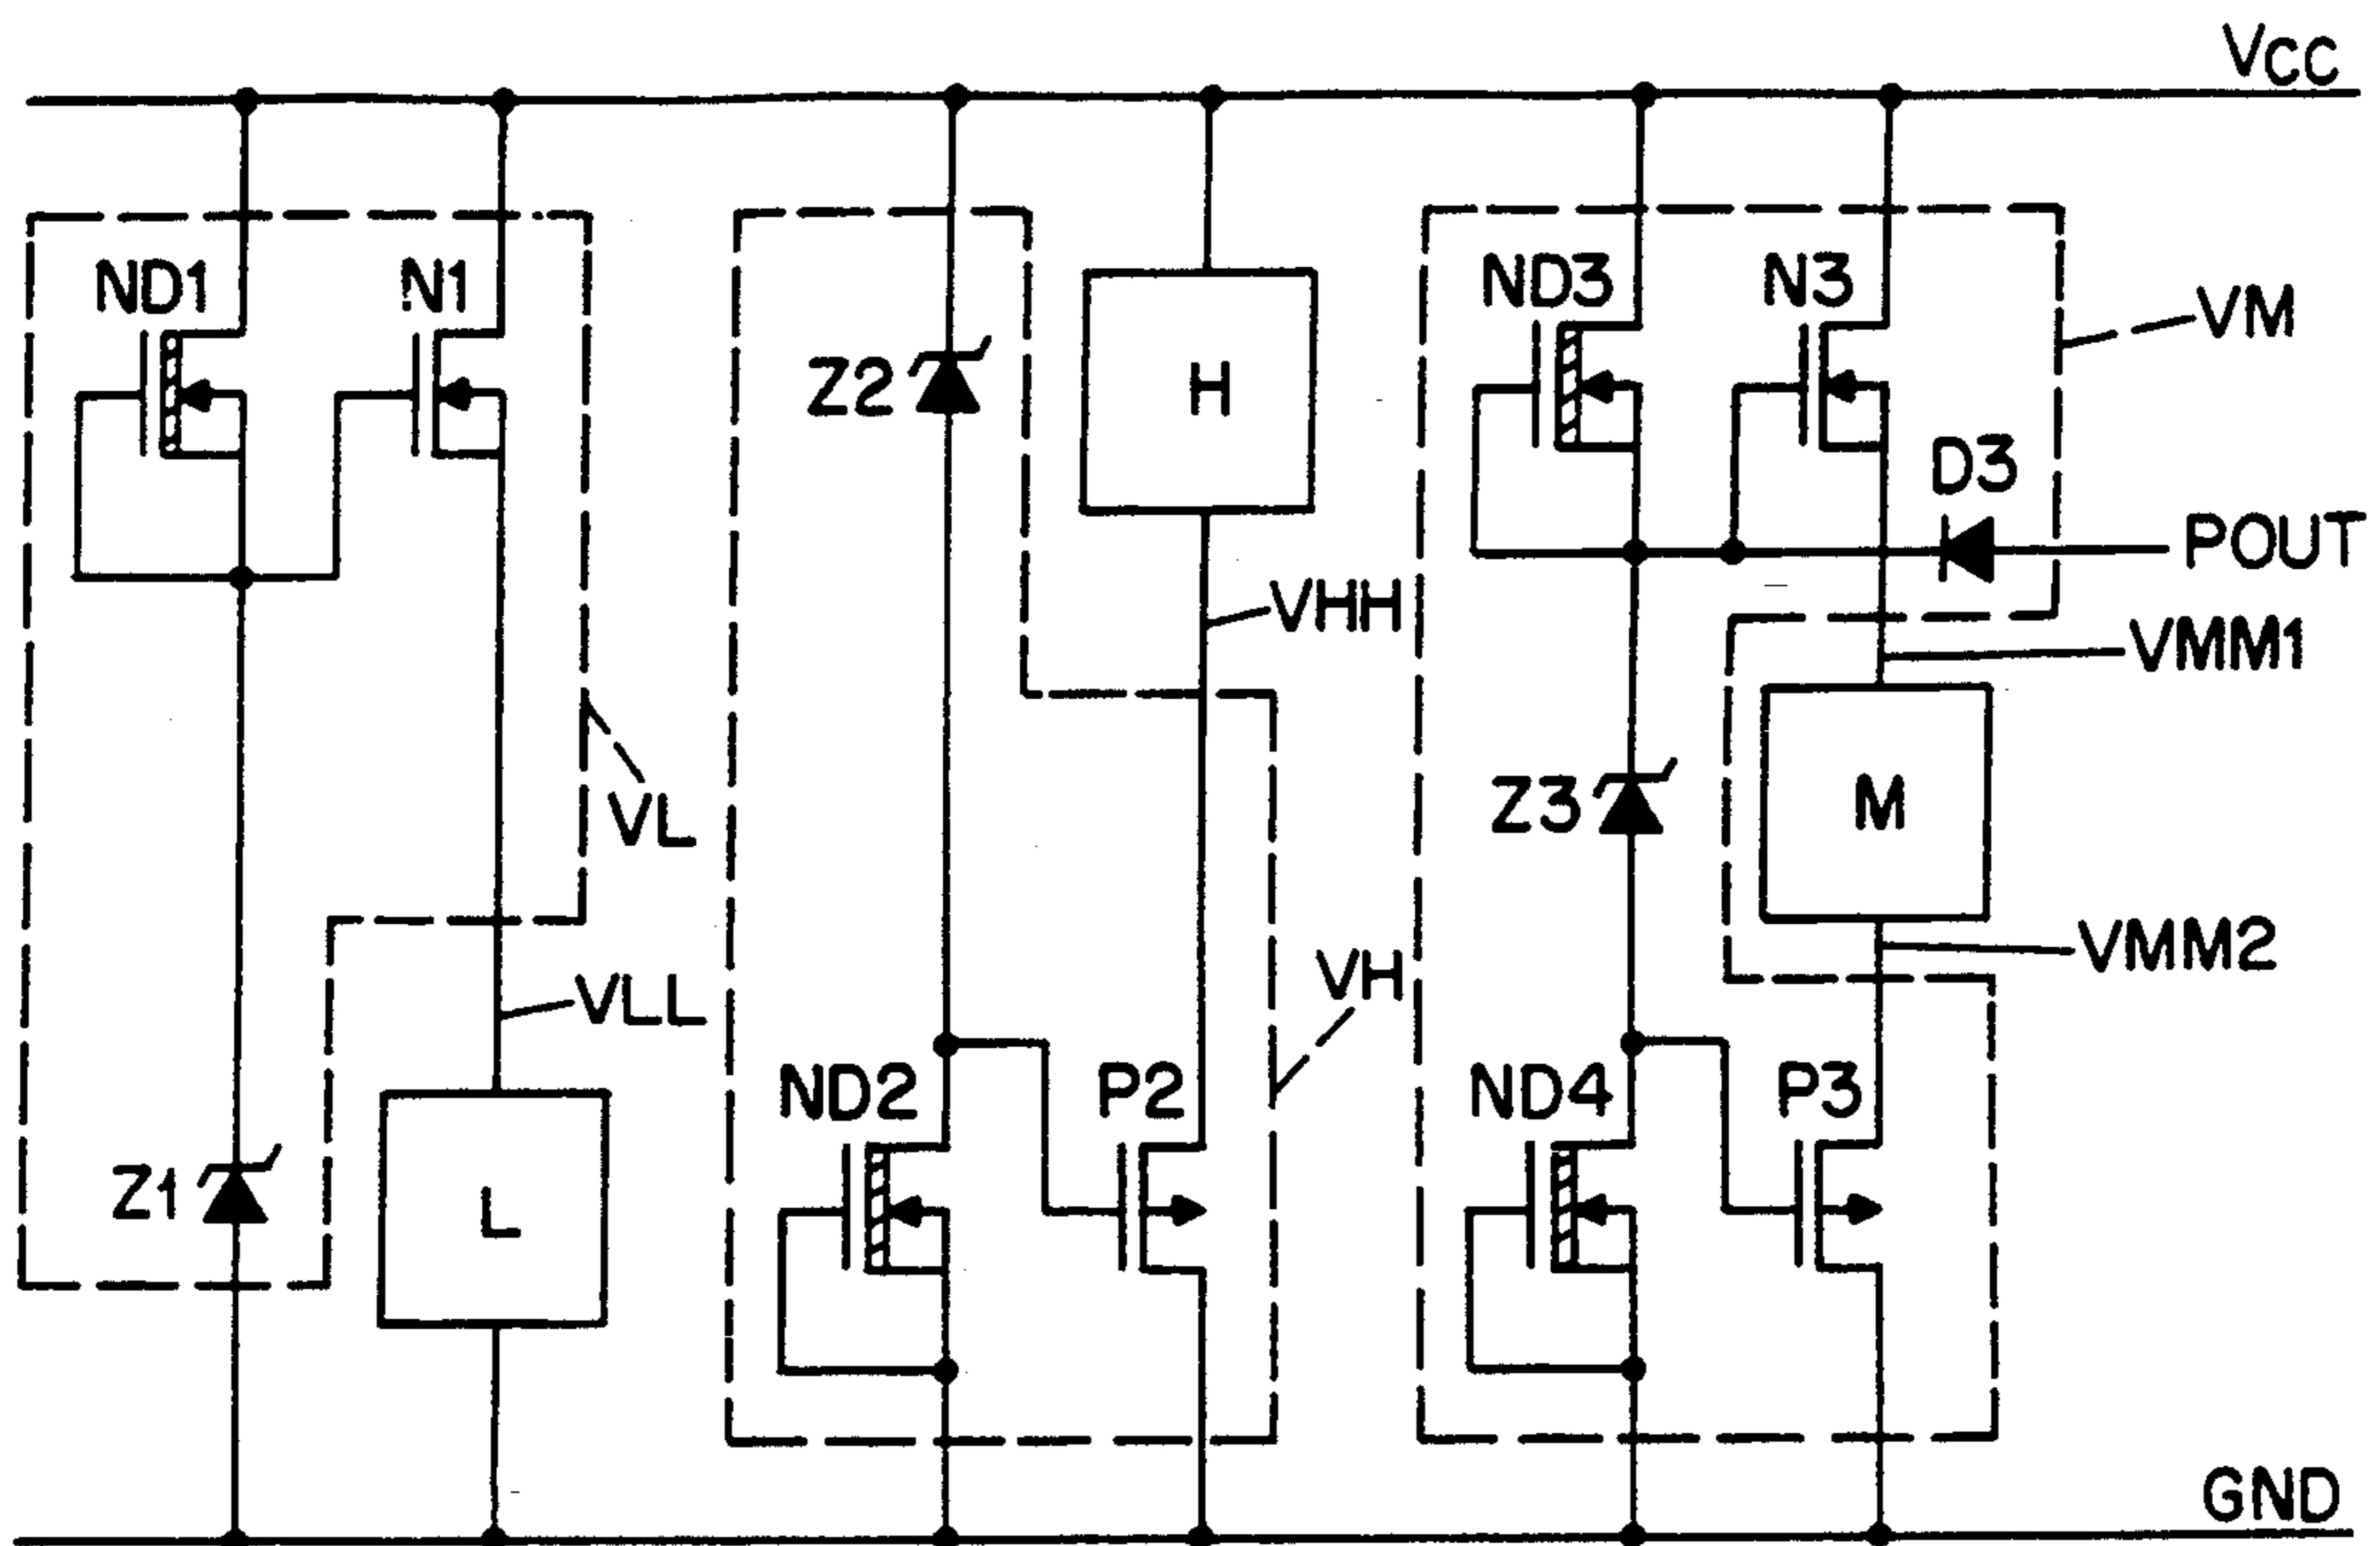 VCC
ND1
N1
Z2
H
ND3
N3
VM
D3
POUT
VHH
VMM1
VL
Z3
M
VLL
VH
VMM2
ND2
P2
ND4
P3
Z1
L
GND